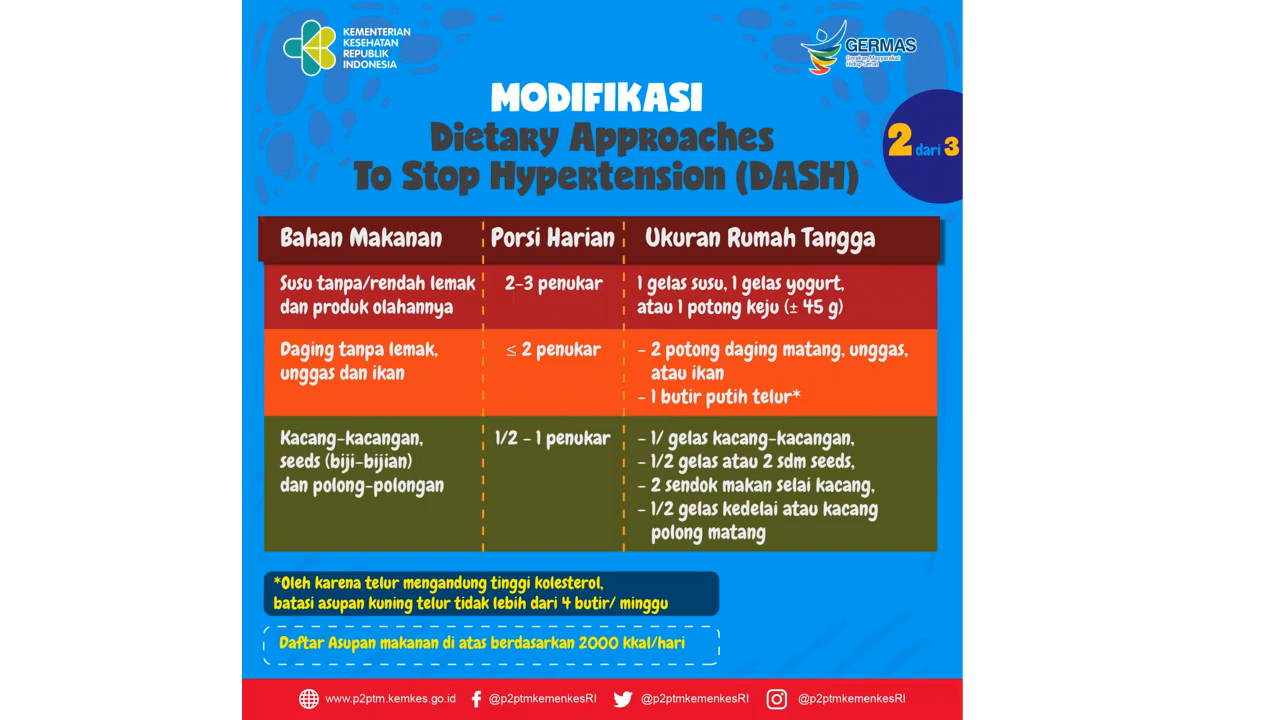 KEMENTERIAN
KESEHATAN
REPUBLIK
INDONESIA
GERMAS
Gerakan Masyarakat
Hidup Sehat
MODIFIKASI
Dietary Approaches
To Stop Hypertension (DASH)
2 dari 3
Bahan Makanan Porsi Harian Ukuran Rumah Tangga
Susu tanpa/rendah lemak
dan produk olahannya
2-3 penukar
1 gelas susu, 1 gelas yogurt,
atau 1 potong keju (± 45 g)
Daging tanpa lemak,
unggas dan ikan
≤ 2 penukar
- 2 potong daging matang, unggas,
atau ikan
- 1 butir putih telur*
Kacang-kacangan,
seeds (biji-bijian)
dan polong-polongan
1/2 - 1 penukar
- 1/ gelas kacang-kacangan,
- 1/2 gelas atau 2 sdm seeds,
- 2 sendok makan selai kacang,
- 1/2 gelas kedelai atau kacang
polong matang
*Oleh karena telur mengandung tinggi kolesterol,
batasi asupan kuning telur tidak lebih dari 4 butir/ minggu
Daftar Asupan makanan di atas berdasarkan 2000 kkal/hari
www.p2ptm.kemkes.go.id @p2ptmkemenkesRI @p2ptmkemenkesRI @p2ptmkemenkesRI